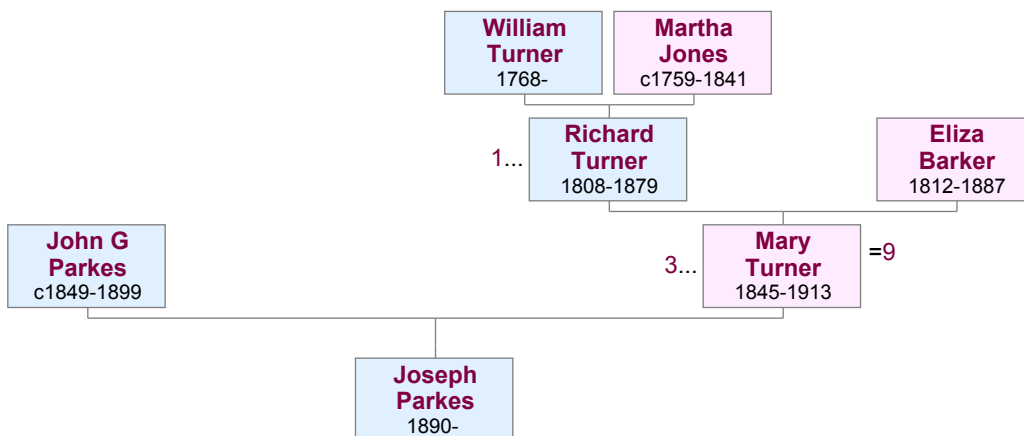 William
Turner
1768-
Martha
Jones
c1759-1841
1...
Richard
Turner
1808-1879
Eliza
Barker
1812-1887
John G
Parkes
c1849-1899
3...
Mary
Turner
1845-1913
=9
Joseph
Parkes
1890-